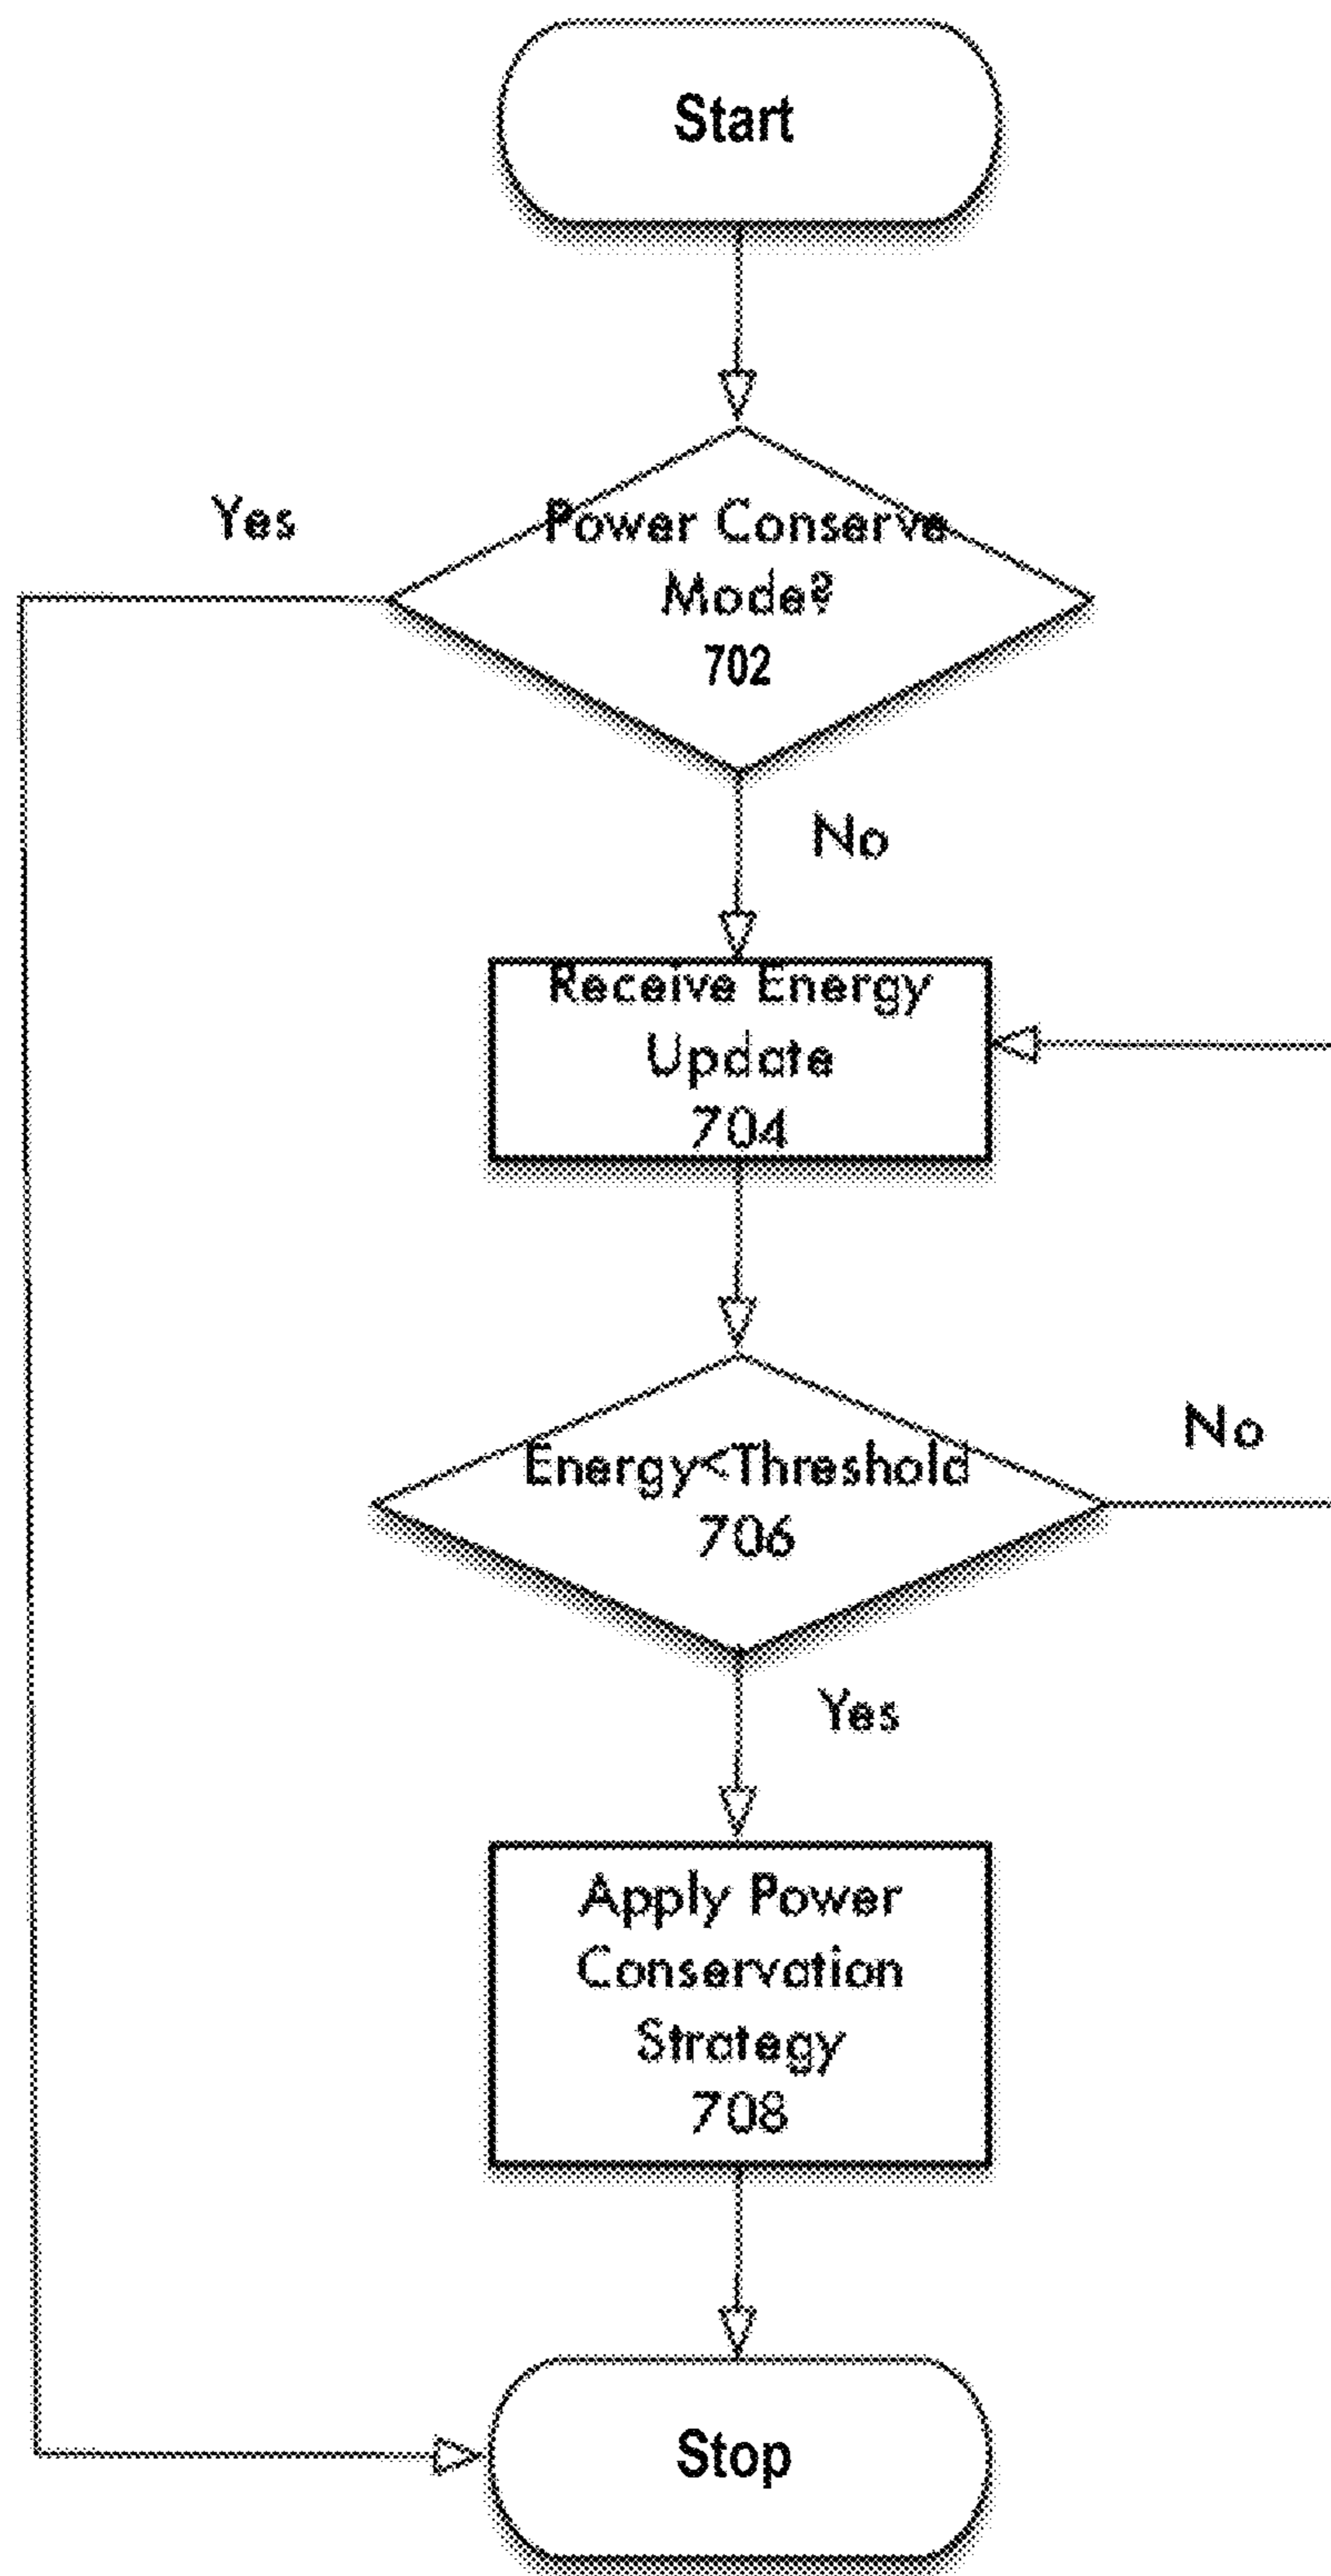 Start
Yes
Power Conserve
Mode?
702
No
Receive Energy
Update
704
Energy<Threshold
706
No
Yes
Apply Power
Conservation
Strategy
708
Stop